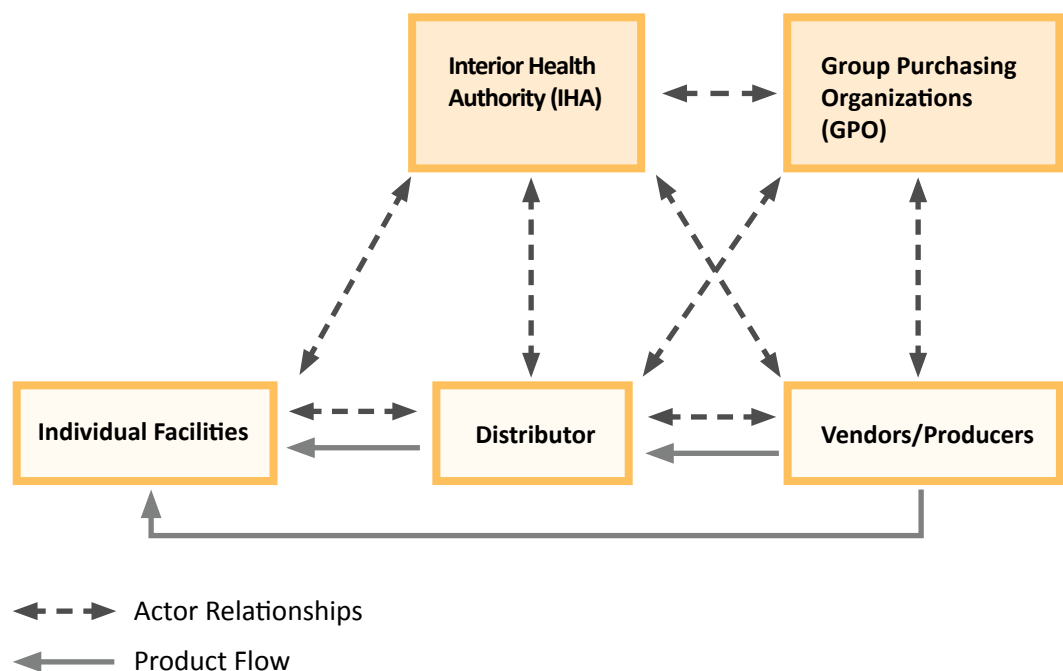 Interior Health
Authority (IHA)
Group Purchasing
Organizations
(GPO)
Individual Facilities
Distributor
Vendors/Producers
Actor Relationships
Product Flow